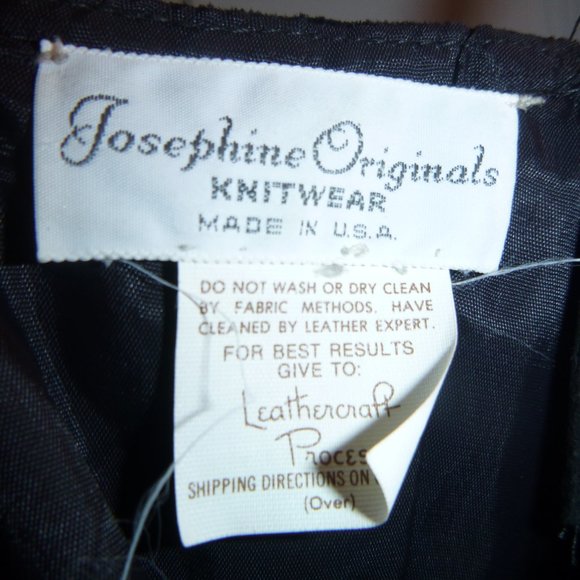 Josephine Originals
KNITWEAR
MADE IN U.S.A.
DO NOT WASH OR DRY CLEAN
BY FABRIC METHODS. HAVE
CLEANED BY LEATHER EXPERT.
FOR BEST RESULTS
GIVE TO:
Leathercraft
Proces
SHIPPING DIRECTIONS ON
(Over)